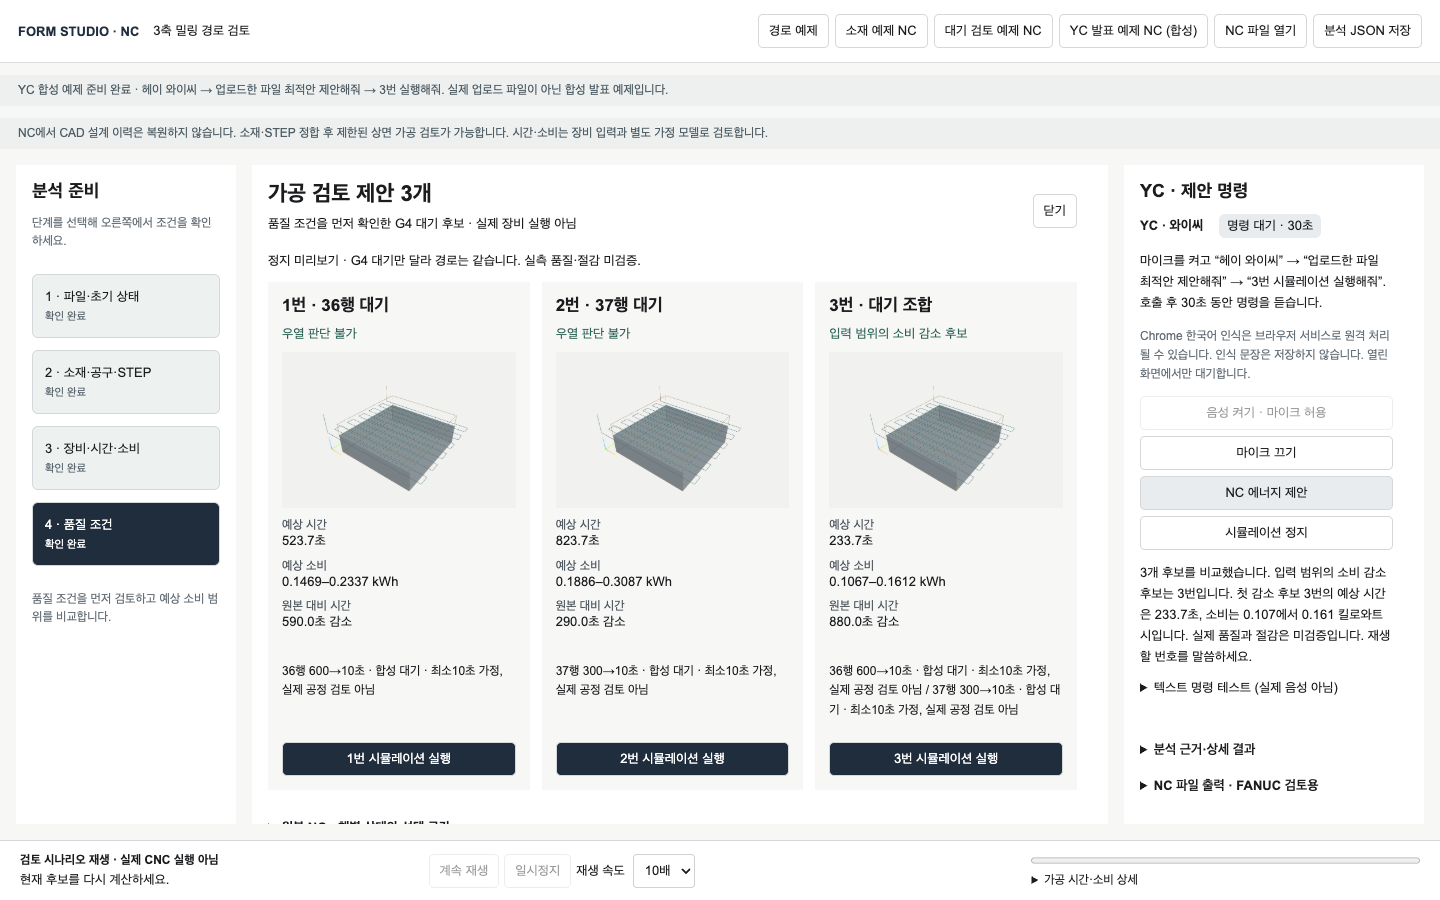 FORM STUDIO · NC
3축 밀링 경로 검토
경로 예제
소재 예제 NC
대기 검토 예제 NC
YC 발표 예제 NC (합성)
NC 파일 열기
분석 JSON 저장
YC 합성 예제 준비 완료 · 헤이 와이씨 → 업로드한 파일 최적안 제안해줘 → 3번 실행해줘. 실제 업로드 파일이 아닌 합성 발표 예제입니다.
NC에서 CAD 설계 이력은 복원하지 않습니다. 소재·STEP 정합 후 제한된 상면 가공 검토가 가능합니다. 시간·소비는 장비 입력과 별도 가정 모델로 검토합니다.
분석 준비
단계를 선택해 오른쪽에서 조건을 확인
하세요.
1 · 파일·초기 상태
확인 완료
2 · 소재·공구·STEP
확인 완료
3 · 장비·시간·소비
확인 완료
4 · 품질 조건
확인 완료
품질 조건을 먼저 검토하고 예상 소비 범
위를 비교합니다.
가공 검토 제안 3개
품질 조건을 먼저 확인한 G4 대기 후보 · 실제 장비 실행 아님
닫기
정지 미리보기 · G4 대기만 달라 경로는 같습니다. 실측 품질·절감 미검증.
1번 · 36행 대기
우열 판단 불가
예상 시간
523.7초
예상 소비
0.1469–0.2337 kWh
원본 대비 시간
590.0초 감소
36행 600→10초 · 합성 대기 · 최소10초 가정,
실제 공정 검토 아님
1번 시뮬레이션 실행
2번 · 37행 대기
우열 판단 불가
예상 시간
823.7초
예상 소비
0.1886–0.3087 kWh
원본 대비 시간
290.0초 감소
37행 300→10초 · 합성 대기 · 최소10초 가정,
실제 공정 검토 아님
2번 시뮬레이션 실행
3번 · 대기 조합
입력 범위의 소비 감소 후보
예상 시간
233.7초
예상 소비
0.1067–0.1612 kWh
원본 대비 시간
880.0초 감소
36행 600→10초 · 합성 대기 · 최소10초 가정,
실제 공정 검토 아님 / 37행 300→10초 · 합성 대
기 · 최소10초 가정, 실제 공정 검토 아님
3번 시뮬레이션 실행
YC · 제안 명령
YC · 와이씨
명령 대기 · 30초
마이크를 켜고 “헤이 와이씨” → “업로드한 파일
최적안 제안해줘” → “3번 시뮬레이션 실행해줘”.
호출 후 30초 동안 명령을 듣습니다.
Chrome 한국어 인식은 브라우저 서비스로 원격 처리
될 수 있습니다. 인식 문장은 저장하지 않습니다. 열린
화면에서만 대기합니다.
음성 켜기 · 마이크 허용
마이크 끄기
NC 에너지 제안
시뮬레이션 정지
3개 후보를 비교했습니다. 입력 범위의 소비 감소
후보는 3번입니다. 첫 감소 후보 3번의 예상 시간
은 233.7초, 소비는 0.107에서 0.161 킬로와트
시입니다. 실제 품질과 절감은 미검증입니다. 재생
할 번호를 말씀하세요.
▶ 텍스트 명령 테스트 (실제 음성 아님)
▶ 분석 근거·상세 결과
▶ NC 파일 출력 · FANUC 검토용
검토 시나리오 재생 · 실제 CNC 실행 아님
현재 후보를 다시 계산하세요.
계속 재생
일시정지
재생 속도
10배
▶ 가공 시간·소비 상세